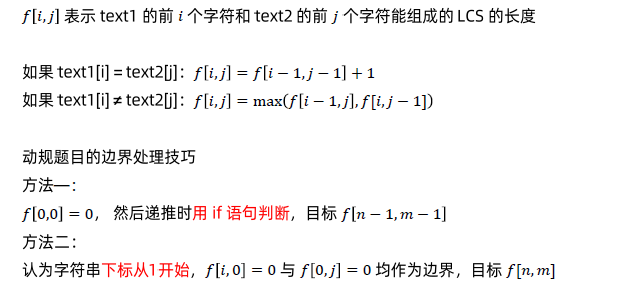 f[i,j] 表示 text1 的前 i 个字符和 text2 的前 j 个字符能组成的 LCS 的长度
如果 text1[i] = text2[j]：f[i,j] = f[i − 1,j − 1] + 1
如果 text1[i] ≠ text2[j]：f[i,j] = max(f[i − 1,j],f[i,j − 1])
动规题目的边界处理技巧
方法一：
f[0,0] = 0， 然后递推时用 if 语句判断，目标 f[n − 1,m − 1]
方法二：
认为字符串下标从1开始，f[i,0] = 0 与 f[0,j] = 0 均作为边界，目标 f[n,m]